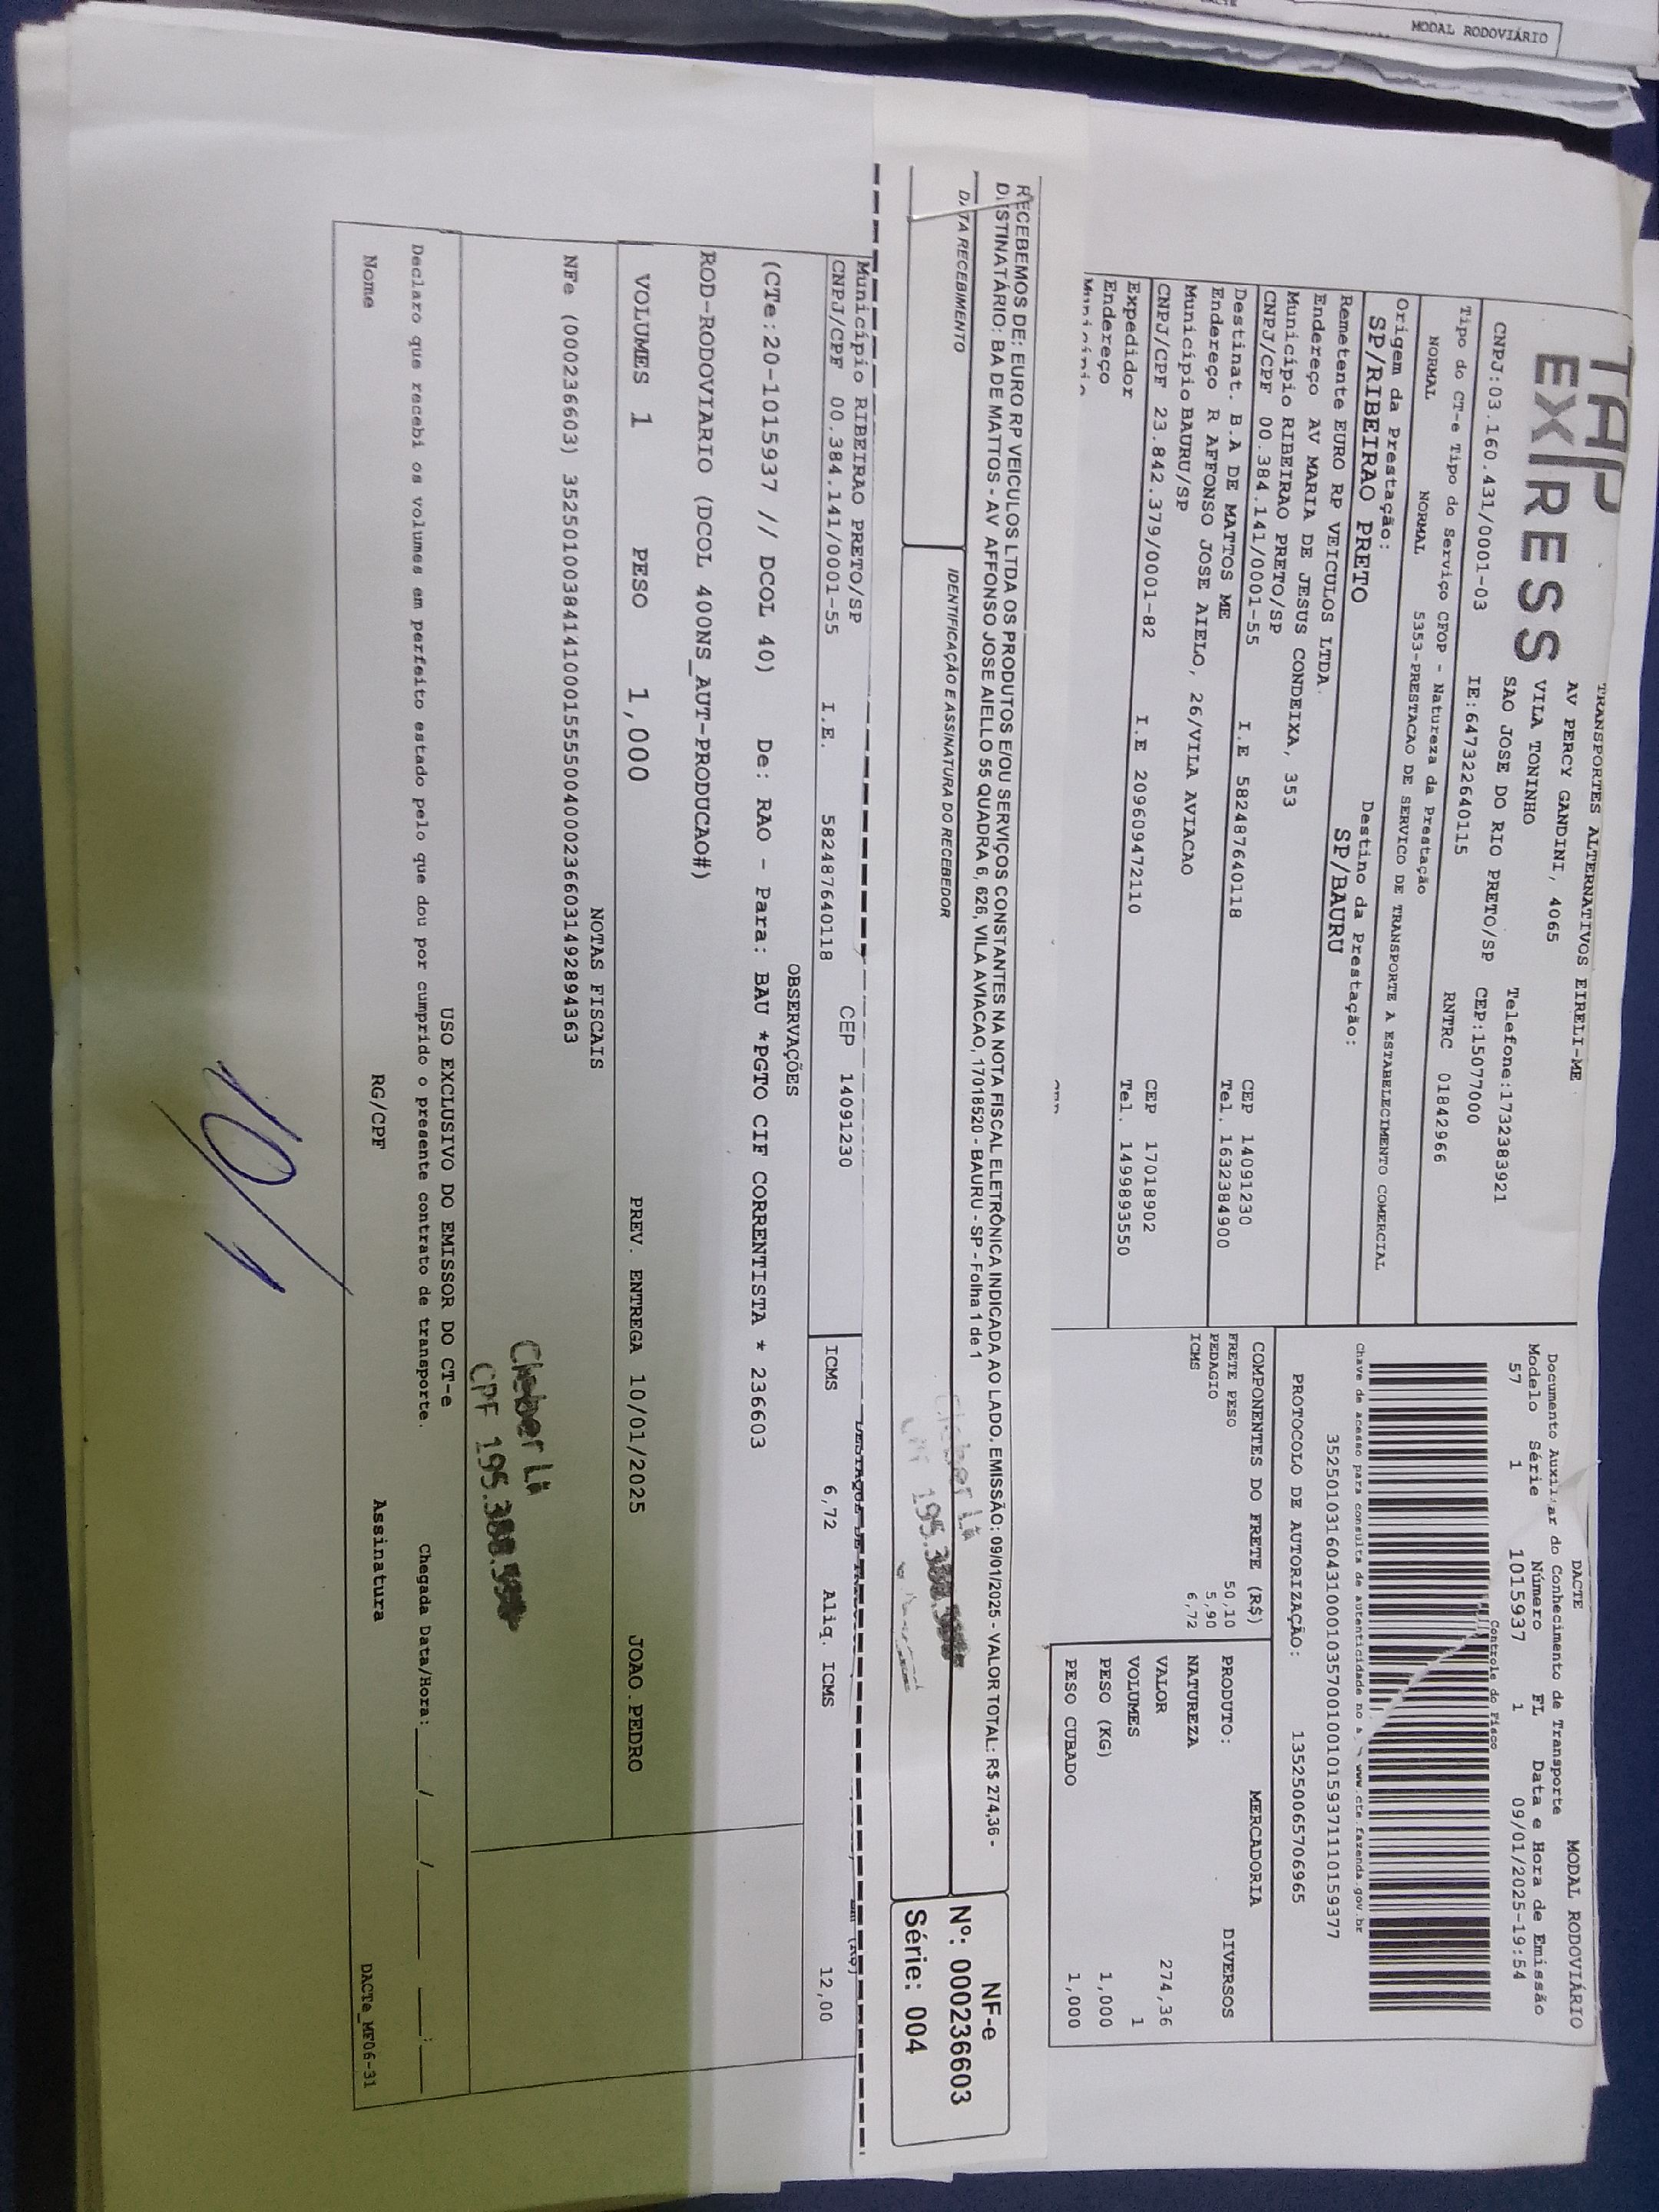 MODAL RODOVIÁRIO
TAP EXPRESS
TRANSPORTES ALTERNATIVOS EIRELI-ME
AV PERCY GANDINI, 4065
VILA TONINHO
SAO JOSE DO RIO PRETO/SP
Telefone:1732383921
CEP:15077000
CNPJ:03.160.431/0001-03 IE:647322640115 RNTRC 01842966
Tipo do CT-e Tipo do Serviço CFOP - Natureza da Prestação
NORMAL NORMAL 5353-PRESTACAO DE SERVICO DE TRANSPORTE A ESTABELECIMENTO COMERCIAL
Origem da Prestação: Destino da Prestação:
SP/RIBEIRAO PRETO SP/BAURU
Remetente EURO RP VEICULOS LTDA.
Endereço AV MARIA DE JESUS CONDEIXA, 353
Município RIBEIRAO PRETO/SP CEP 14091230
CNPJ/CPF 00.384.141/0001-55 I.E 582487640118 Tel. 1632384900
Destinat. B.A DE MATTOS ME
Endereço R AFFONSO JOSE AIELO, 26/VILA AVIACAO
Município BAURU/SP CEP 17018902
CNPJ/CPF 23.842.379/0001-82 I.E 209609472110 Tel. 1499893550
Expedidor
Endereço
Município
DACTE MODAL RODOVIÁRIO
Documento Auxiliar do Conhecimento de Transporte
Modelo Série Número FL Data e Hora de Emissão
57 1 1015937 1 09/01/2025-19:54
Controle do Fisco
Chave de acesso para consulta de autenticidade no www.cte.fazenda.gov.br
35250103160431000103570010010159371110159377
PROTOCOLO DE AUTORIZAÇÃO: 135250065706965
COMPONENTES DO FRETE (R$) MERCADORIA
FRETE PESO 50,10
PEDAGIO 5,90
ICMS 6,72
PRODUTO: DIVERSOS
NATUREZA
VALOR 274,36
VOLUMES 1
PESO (KG) 1,000
PESO CUBADO 1,000
RECEBEMOS DE: EURO RP VEICULOS LTDA OS PRODUTOS E/OU SERVIÇOS CONSTANTES NA NOTA FISCAL ELETRÔNICA INDICADA AO LADO. EMISSÃO: 09/01/2025 - VALOR TOTAL: R$ 274,36 -
DESTINATÁRIO: BA DE MATTOS - AV AFFONSO JOSE AIELLO 55 QUADRA 6, 626, VILA AVIACAO, 17018520 - BAURU - SP - Folha 1 de 1
DATA RECEBIMENTO IDENTIFICAÇÃO E ASSINATURA DO RECEBEDOR
NF-e
Nº: 000236603
Série: 004
Município RIBEIRAO PRETO/SP CEP 14091230
CNPJ/CPF 00.384.141/0001-55 I.E. 582487640118
ICMS 6,72 Aliq. ICMS 12,00
OBSERVAÇÕES
(CTe:20-1015937 // DCOL 40) De: RAO - Para: BAU *PGTO CIF CORRENTISTA * 236603
ROD-RODOVIARIO (DCOL 400NS_AUT-PRODUCAO#)
VOLUMES 1 PESO 1,000 PREV. ENTREGA 10/01/2025 JOAO.PEDRO
NOTAS FISCAIS
NFe (000236603) 35250100384141000155550040002366031492894363
CPF 195.388.
USO EXCLUSIVO DO EMISSOR DO CT-e
Declaro que recebi os volumes em perfeito estado pelo que dou por cumprido o presente contrato de transporte. Chegada Data/Hora:____/____/______ ___:___
Nome RG/CPF Assinatura DACTe_MF06-31
10/1